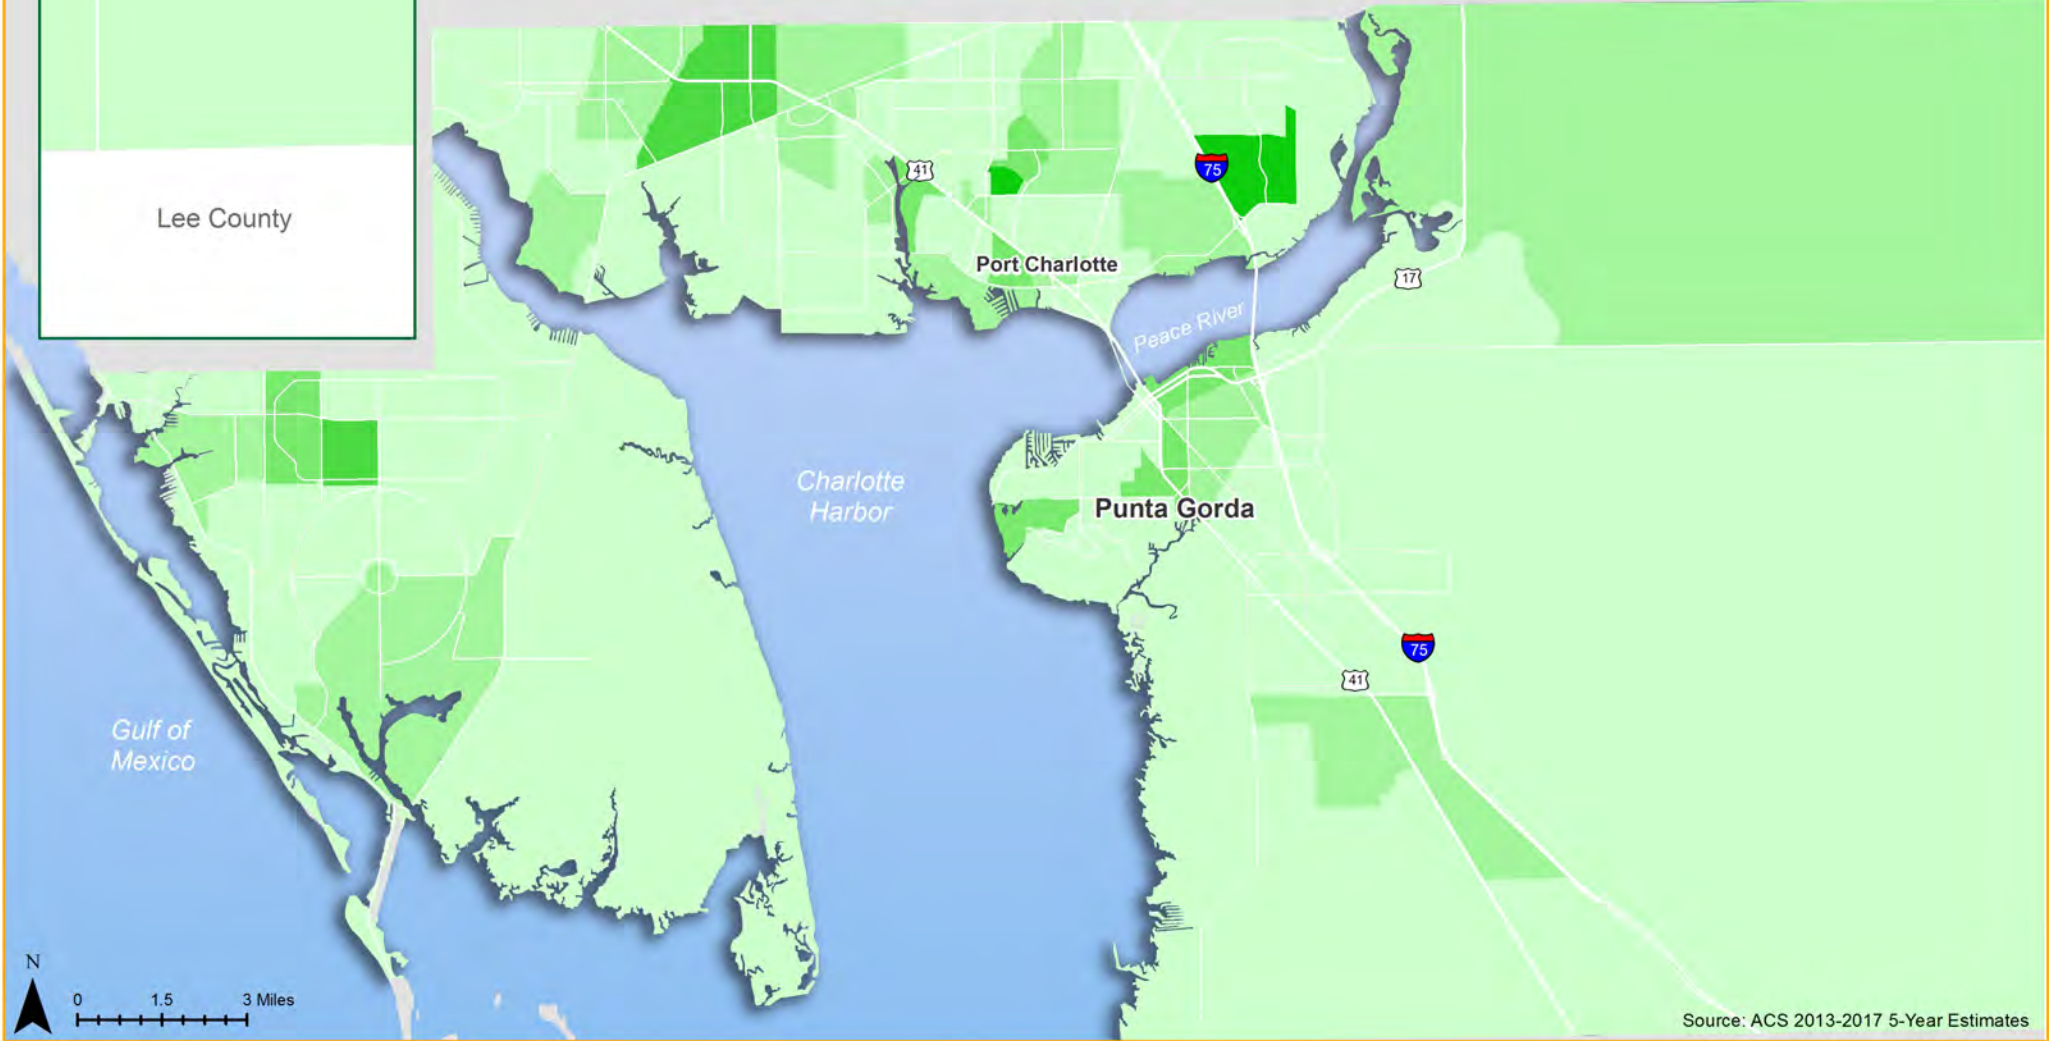 Lee County
41
75
Port Charlotte
17
Peace River
Charlotte
Harbor
Punta Gorda
75
41
Gulf of
Mexico
N
0 1.5 3 Miles
Source: ACS 2013-2017 5-Year Estimates